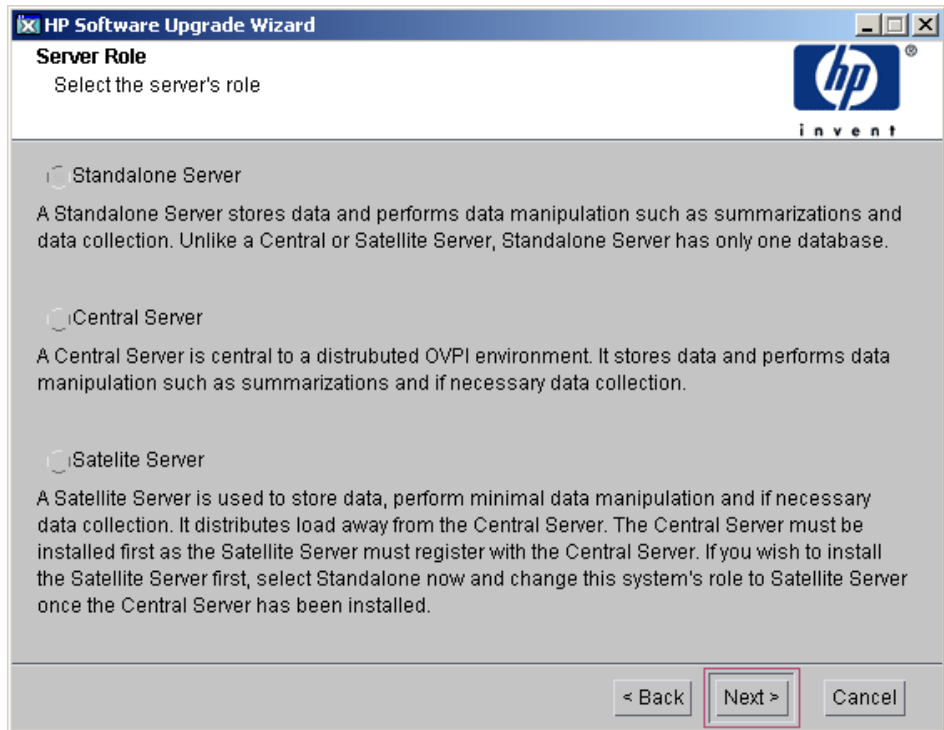 HP Software Upgrade Wizard
Server Role
Select the server's role
hp
®
invent
Standalone Server
A Standalone Server stores data and performs data manipulation such as summarizations and
data collection. Unlike a Central or Satellite Server, Standalone Server has only one database.
Central Server
A Central Server is central to a distrubuted OVPI environment. It stores data and performs data
manipulation such as summarizations and if necessary data collection.
Satelite Server
A Satellite Server is used to store data, perform minimal data manipulation and if necessary
data collection. It distributes load away from the Central Server. The Central Server must be
installed first as the Satellite Server must register with the Central Server. If you wish to install
the Satellite Server first, select Standalone now and change this system's role to Satellite Server
once the Central Server has been installed.
< Back Next > Cancel